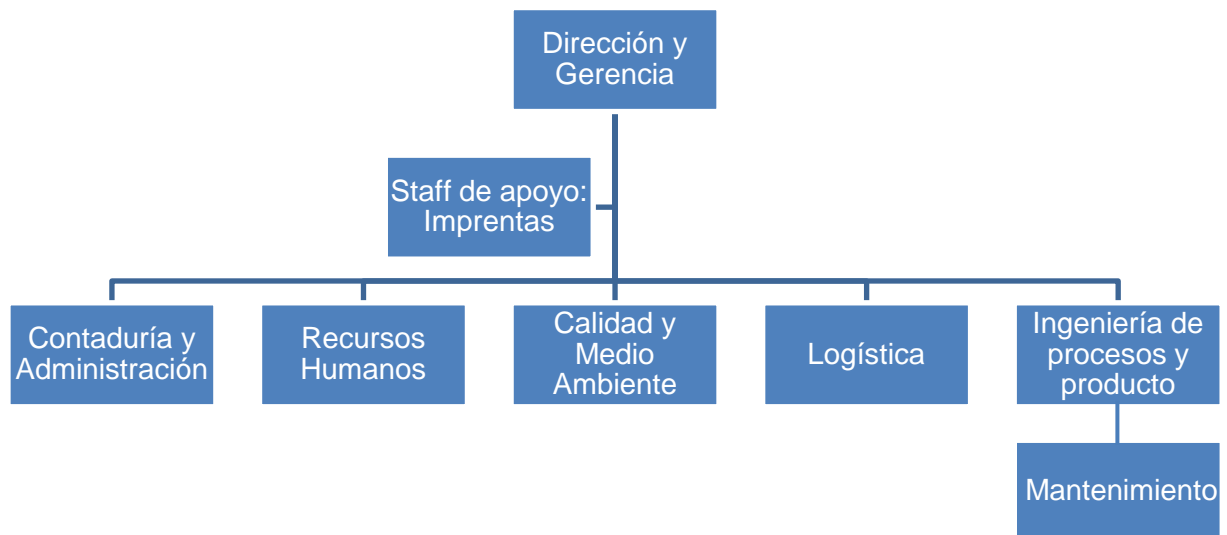 Dirección y
Gerencia
Staff de apoyo:
Imprentas
Contaduría y
Administración
Recursos
Humanos
Calidad y
Medio
Ambiente
Logística
Ingeniería de
procesos y
producto
Mantenimiento